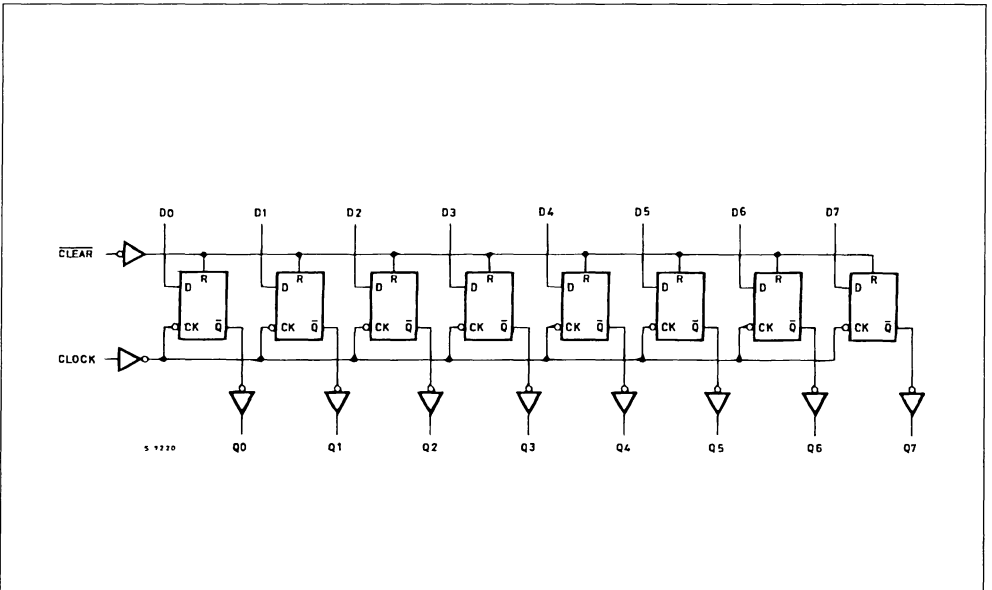 D0 D1 D2 D3 D4 D5 D6 D7
CLEAR
R R R R R R R R
D D D D D D D D
CK Q̅ CK Q̅ CK Q̅ CK Q̅ CK Q̅ CK Q̅ CK Q̅ CK Q̅
CLOCK
Q0 Q1 Q2 Q3 Q4 Q5 Q6 Q7